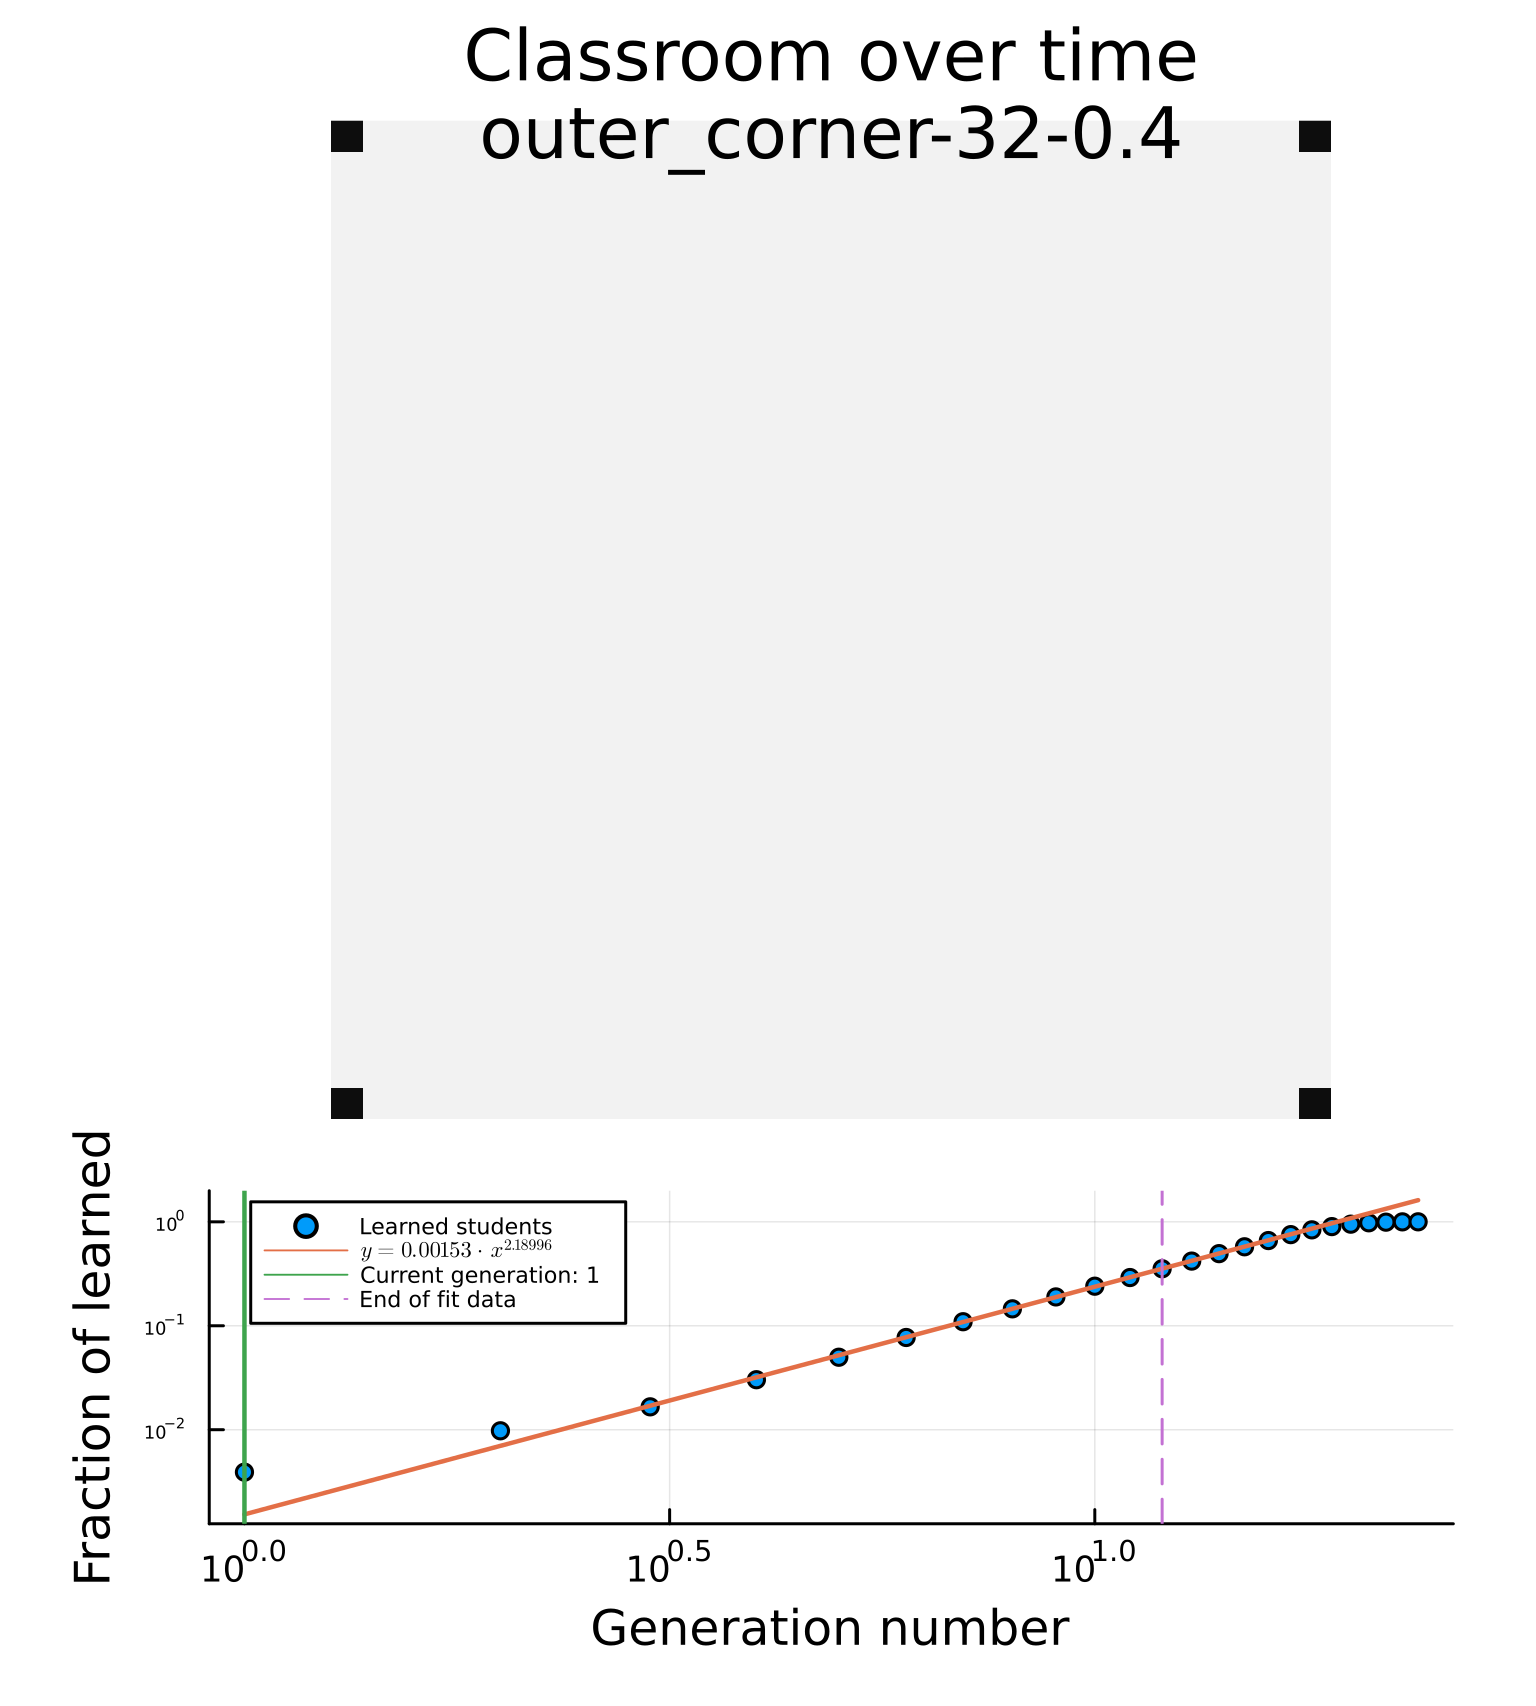 Classroom over time
outer_corner-32-0.4
Fraction of learned
10^0
10^−1
10^−2
Learned students
y = 0.00153 · x^2.18996
Current generation: 1
End of fit data
10^0.0 10^0.5 10^1.0
Generation number